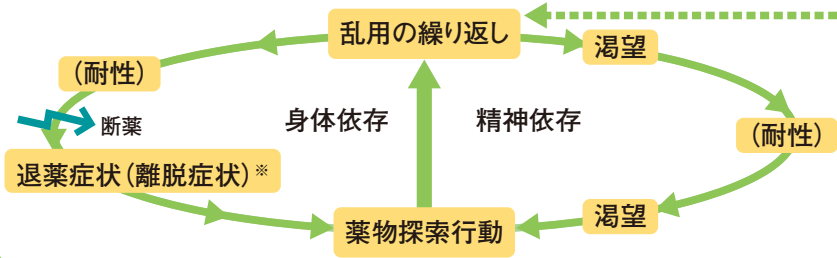 乱用の繰り返し
渇望
(耐性)
断薬
身体依存
精神依存
(耐性)
退薬症状(離脱症状)※
渇望
薬物探索行動